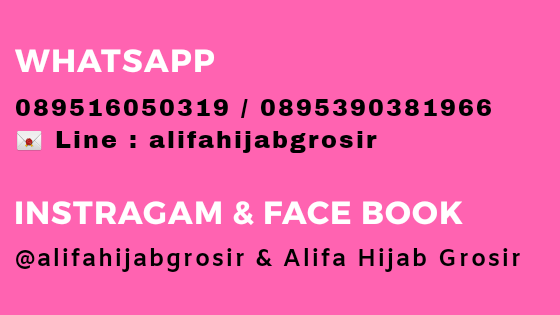 WHATSAPP
089516050319 / 0895390381966
Line : alifahijabgrosir
INSTRAGAM & FACE BOOK
@alifahijabgrosir & Alifa Hijab Grosir